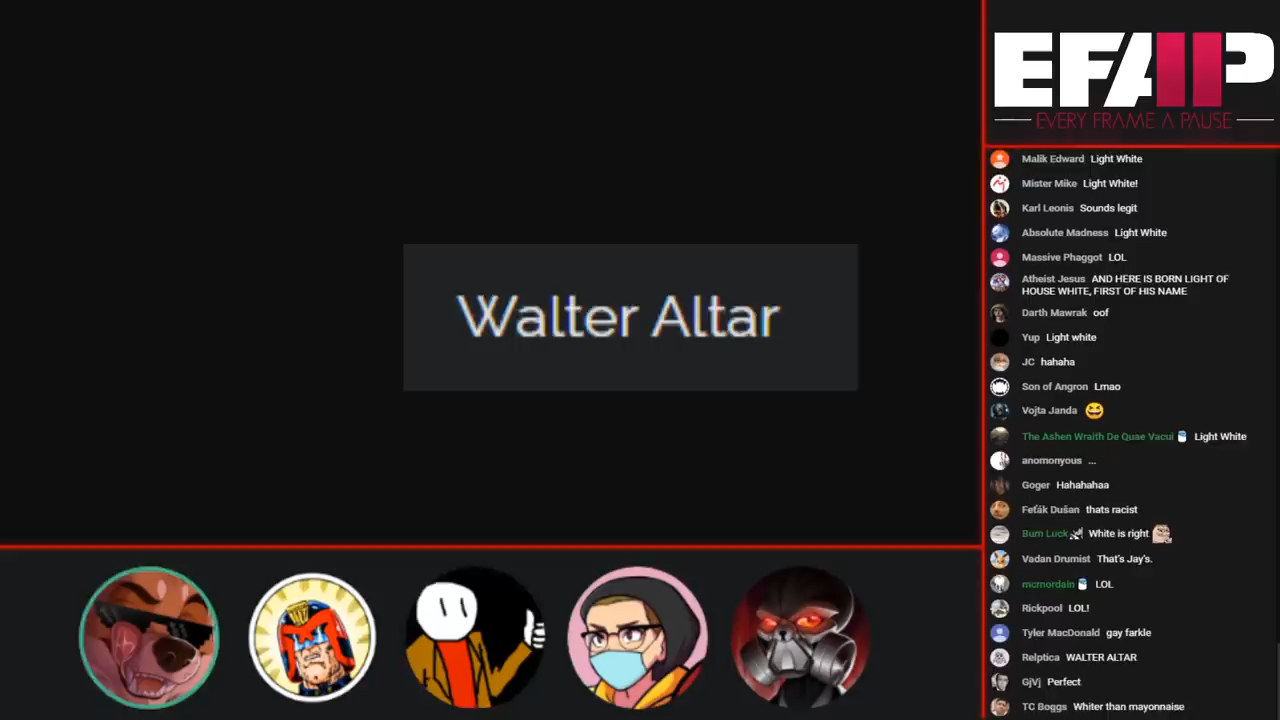 Walter Altar
EFAP
EVERY FRAME A PAUSE
Malik Edward Light White
Mister Mike Light White!
Karl Leonis Sounds legit
Absolute Madness Light White
Massive Phaggot LOL
Atheist Jesus AND HERE IS BORN LIGHT OF
HOUSE WHITE, FIRST OF HIS NAME
Darth Mawrak oof
Yup Light white
JC hahaha
Son of Angron Lmao
Vojta Janda 😆
The Ashen Wraith De Quae Vacui Light White
anomonyous ...
Goger Hahahahaa
Feťák Dušan thats racist
Bum Luck White is right
Vadan Drumist That's Jay's.
mcmordain LOL
Rickpool LOL!
Tyler MacDonald gay farkle
Relptica WALTER ALTAR
GjVj Perfect
TC Boggs Whiter than mayonnaise